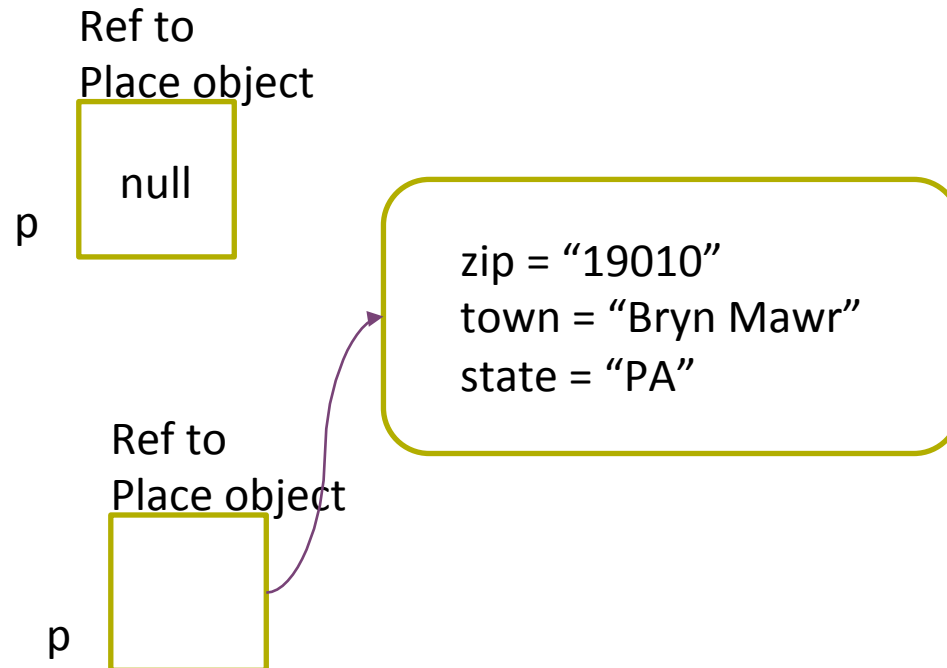 Ref to
Place object
null
p
zip = “19010”
town = “Bryn Mawr”
state = “PA”
Ref to
Place object
p